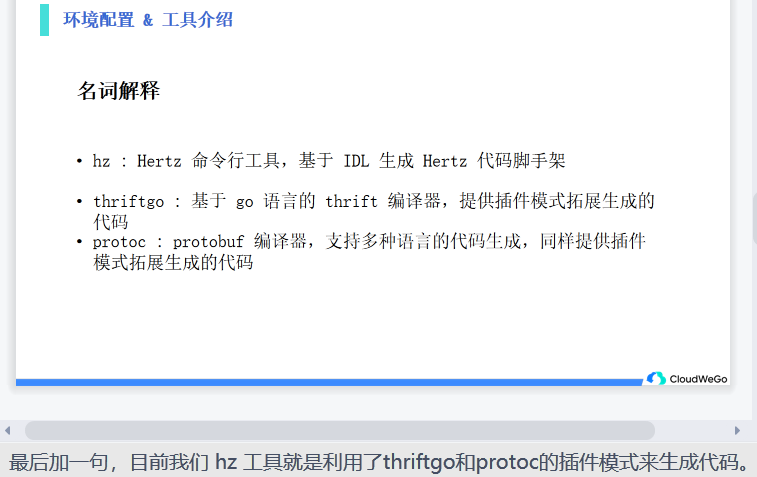 环境配置 & 工具介绍
名词解释
• hz : Hertz 命令行工具，基于 IDL 生成 Hertz 代码脚手架
• thriftgo : 基于 go 语言的 thrift 编译器，提供插件模式拓展生成的
代码
• protoc : protobuf 编译器，支持多种语言的代码生成，同样提供插件
模式拓展生成的代码
CloudWeGo
最后加一句，目前我们 hz 工具就是利用了thriftgo和protoc的插件模式来生成代码。